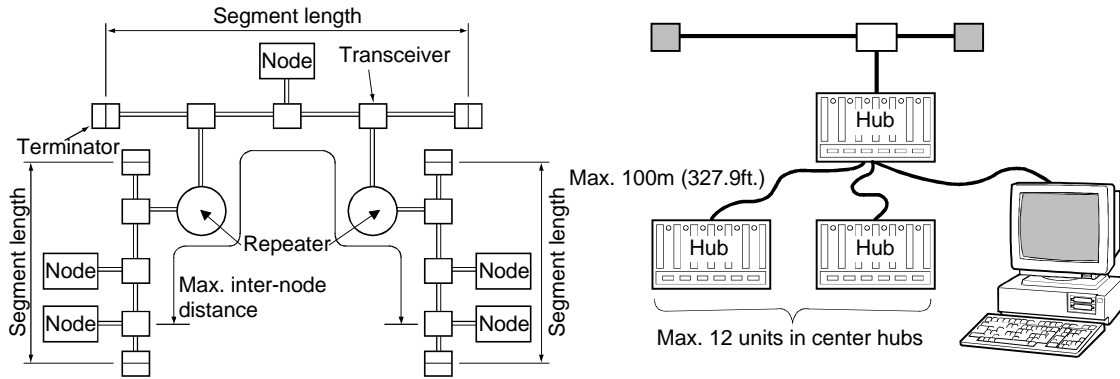 Segment length
Node
Transceiver
Terminator
Segment length
Repeater
Node
Node
Max. inter-node
distance
Node
Node
Segment length
Hub
Max. 100m (327.9ft.)
Hub
Hub
Max. 12 units in center hubs